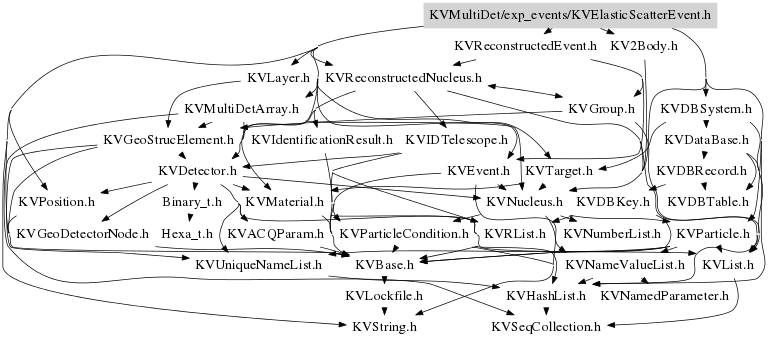 KVMultiDet/exp_events/KVElasticScatterEvent.h
KVReconstructedEvent.h KV2Body.h
KVLayer.h KVReconstructedNucleus.h
KVMultiDetArray.h KVGroup.h KVDBSystem.h
KVGeoStrucElement.h KVIdentificationResult.h KVIDTelescope.h KVDataBase.h
KVDetector.h KVEvent.h KVTarget.h KVDBRecord.h
KVPosition.h Binary_t.h KVMaterial.h KVNucleus.h KVDBKey.h KVDBTable.h
KVGeoDetectorNode.h Hexa_t.h KVACQParam.h KVParticleCondition.h KVRList.h KVNumberList.h KVParticle.h
KVUniqueNameList.h KVBase.h KVNameValueList.h KVList.h
KVLockfile.h KVHashList.h KVNamedParameter.h
KVString.h KVSeqCollection.h